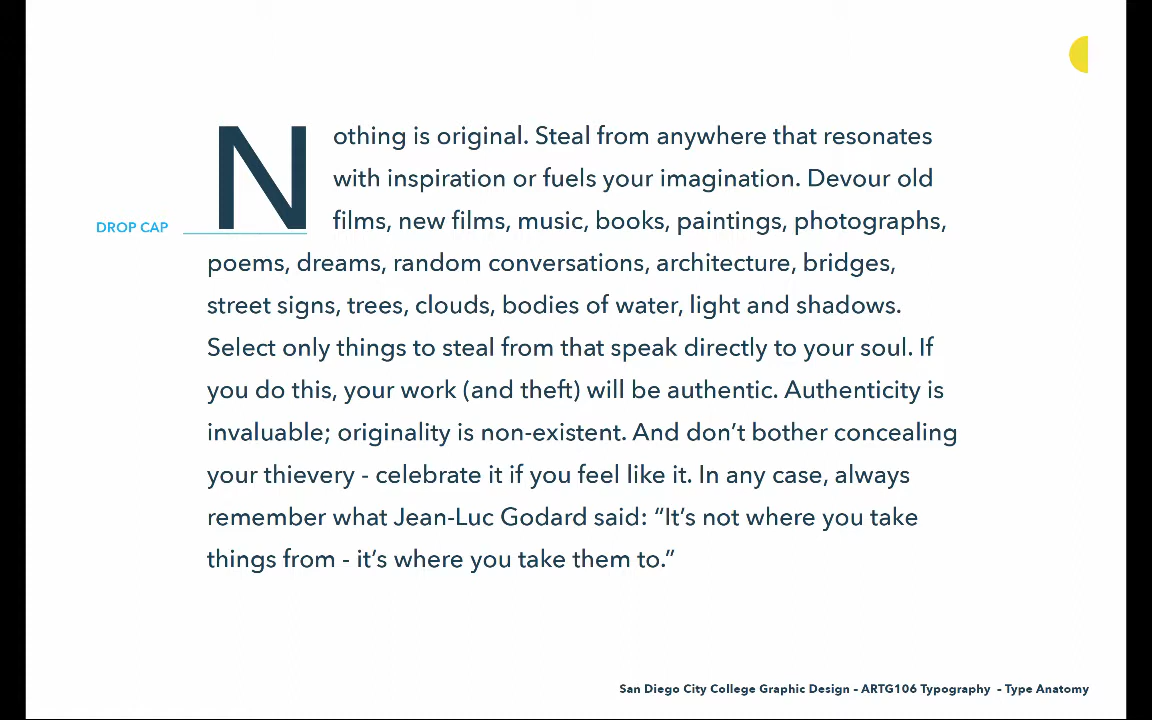 Nothing is original. Steal from anywhere that resonates
with inspiration or fuels your imagination. Devour old
films, new films, music, books, paintings, photographs,
DROP CAP
poems, dreams, random conversations, architecture, bridges,
street signs, trees, clouds, bodies of water, light and shadows.
Select only things to steal from that speak directly to your soul. If
you do this, your work (and theft) will be authentic. Authenticity is
invaluable; originality is non-existent. And don’t bother concealing
your thievery - celebrate it if you feel like it. In any case, always
remember what Jean-Luc Godard said: “It’s not where you take
things from - it’s where you take them to.”
San Diego City College Graphic Design – ARTG106 Typography – Type Anatomy